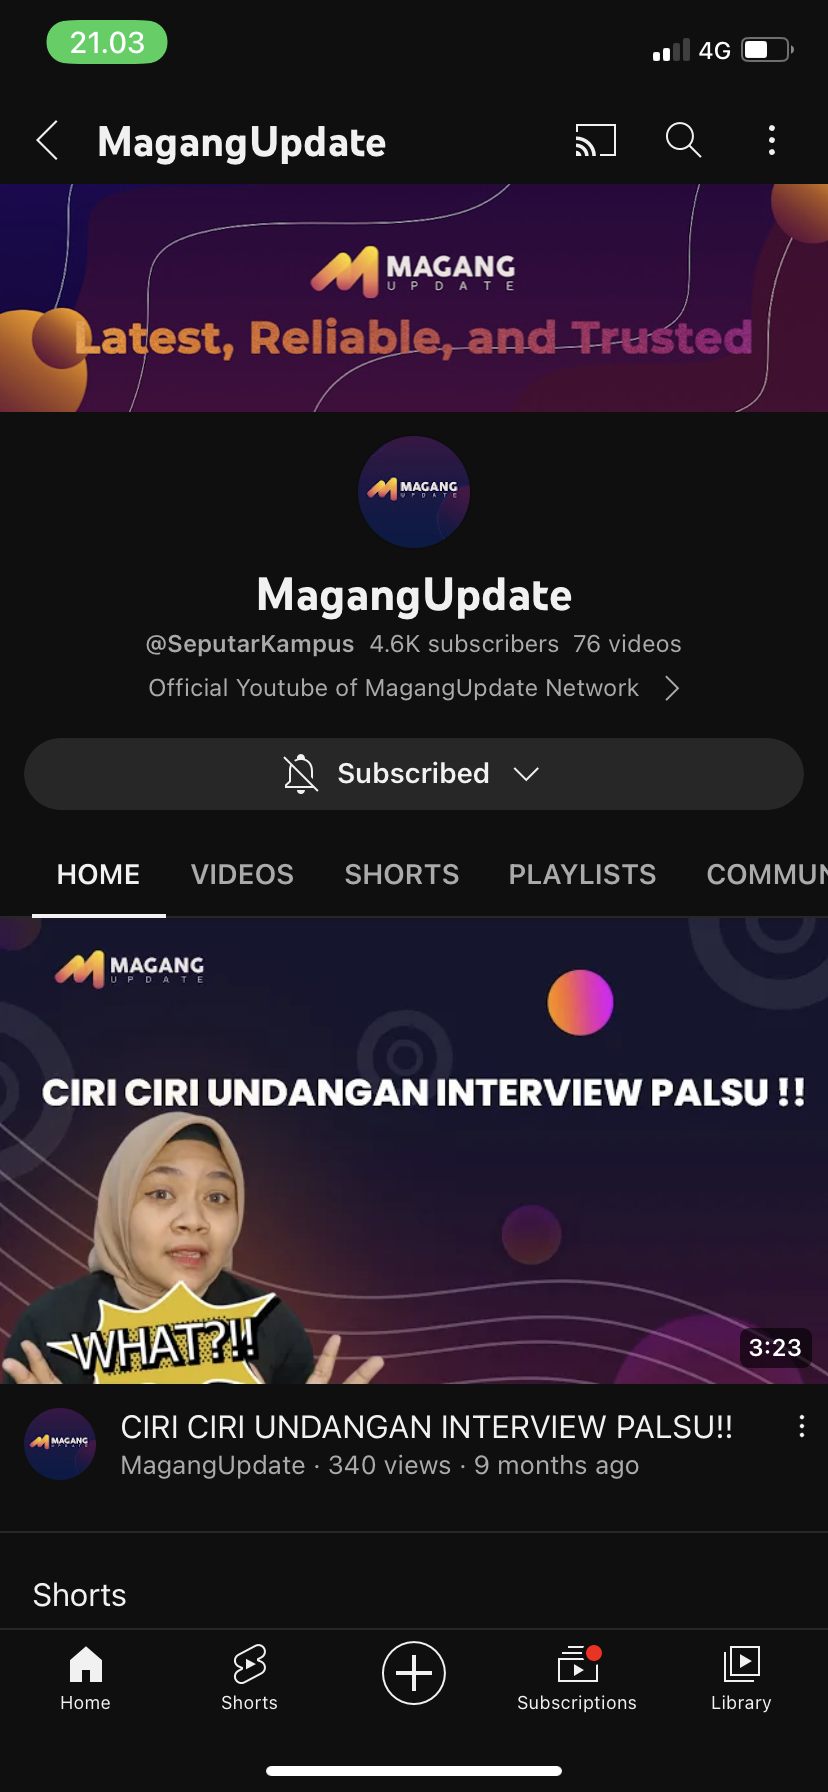 21.03
4G
MagangUpdate
MAGANG
UPDATE
Latest, Reliable, and Trusted
MAGANG
UPDATE
MagangUpdate
@SeputarKampus 4.6K subscribers 76 videos
Official Youtube of MagangUpdate Network
Subscribed
HOME VIDEOS SHORTS PLAYLISTS COMMUN
MAGANG
UPDATE
CIRI CIRI UNDANGAN INTERVIEW PALSU !!
WHAT?!!
3:23
MAGANG
UPDATE
CIRI CIRI UNDANGAN INTERVIEW PALSU!!
MagangUpdate · 340 views · 9 months ago
Shorts
Home Shorts Subscriptions Library